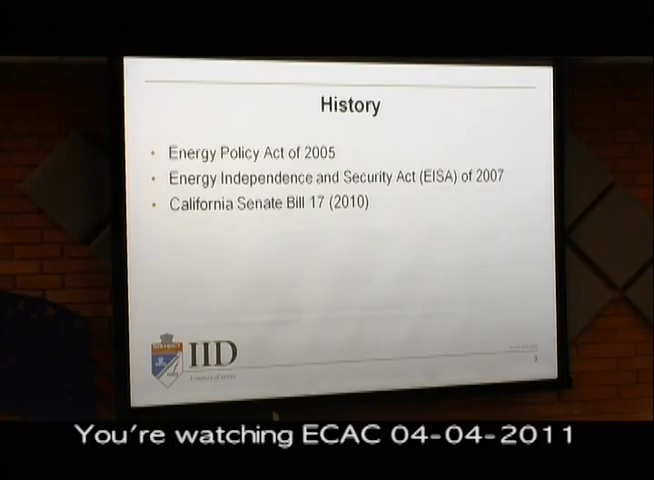 History
• Energy Policy Act of 2005
• Energy Independence and Security Act (EISA) of 2007
• California Senate Bill 17 (2010)
IID
3
You're watching ECAC 04-04-2011